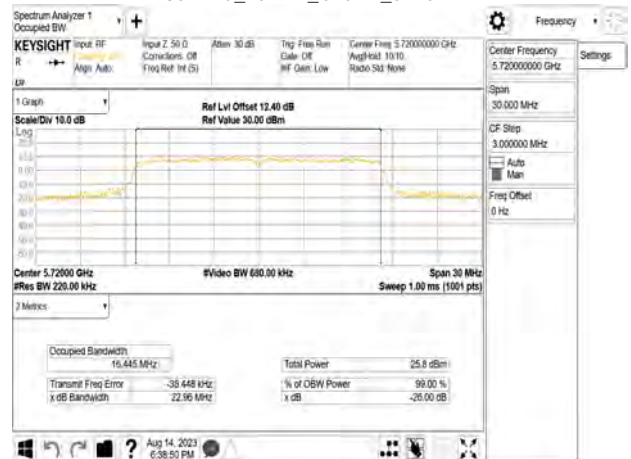 Spectrum Analyzer 1
Occupied BW
+
Frequency
KEYSIGHT
Input: RF
Input Z: 50 Ω
Atten: 30 dB
Trig: Free Run
Center Freq: 5.720000000 GHz
R
Corrections: Off
Gate: Off
Avg|Hold: 10/10
Align: Auto
Freq Ref: Int (S)
#IF Gain: Low
Radio Std: None
Center Frequency
5.720000000 GHz
Settings
Span
30.000 MHz
CF Step
3.000000 MHz
Auto
Man
Freq Offset
0 Hz
1 Graph
Ref Lvl Offset 12.40 dB
Scale/Div 10.0 dB
Ref Value 30.00 dBm
Log
Center 5.72000 GHz
#Video BW 680.00 kHz
Span 30 MHz
#Res BW 220.00 kHz
Sweep 1.00 ms (1001 pts)
2 Metrics
Occupied Bandwidth
16.445 MHz
Total Power
25.8 dBm
Transmit Freq Error
-38.448 kHz
% of OBW Power
99.00 %
x dB Bandwidth
22.96 MHz
x dB
-26.00 dB
?
Aug 14, 2023
6:38:50 PM